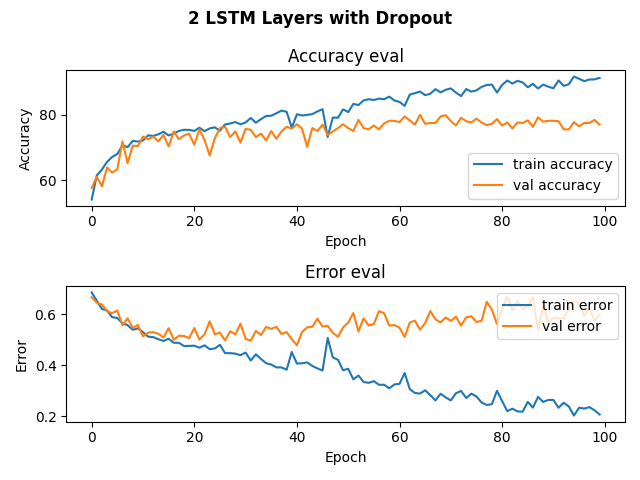 2 LSTM Layers with Dropout
Accuracy eval
Accuracy
80
60
train accuracy
val accuracy
0 20 40 60 80 100
Epoch
Error eval
Error
0.6
0.4
0.2
train error
val error
0 20 40 60 80 100
Epoch